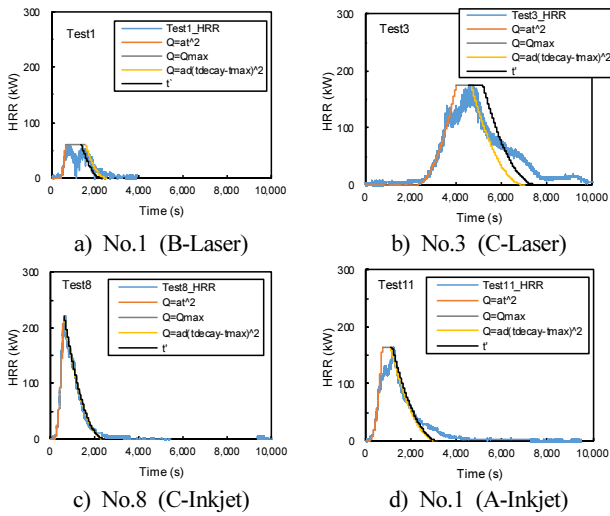 Test1
Test1_HRR
Q=at^2
Q=Qmax
Q=ad(tdecay-tmax)^2
t`
HRR (kW)
300
200
100
0
0 2,000 4,000 6,000 8,000 10,000
Time (s)
a) No.1 (B-Laser)
Test3
Test3_HRR
Q=at^2
Q=Qmax
Q=ad(tdecay-tmax)^2
t'
HRR (kW)
300
200
100
0
0 2,000 4,000 6,000 8,000 10,000
Time (s)
b) No.3 (C-Laser)
Test8
Test8_HRR
Q=at^2
Q=Qmax
Q=ad(tdecay-tmax)^2
t'
HRR (kW)
300
200
100
0
0 2,000 4,000 6,000 8,000 10,000
Time (s)
c) No.8 (C-Inkjet)
Test11
Test11_HRR
Q=at^2
Q=Qmax
Q=ad(tdecay-tmax)^2
t'
HRR (kW)
300
200
100
0
0 2,000 4,000 6,000 8,000 10,000
Time (s)
d) No.1 (A-Inkjet)